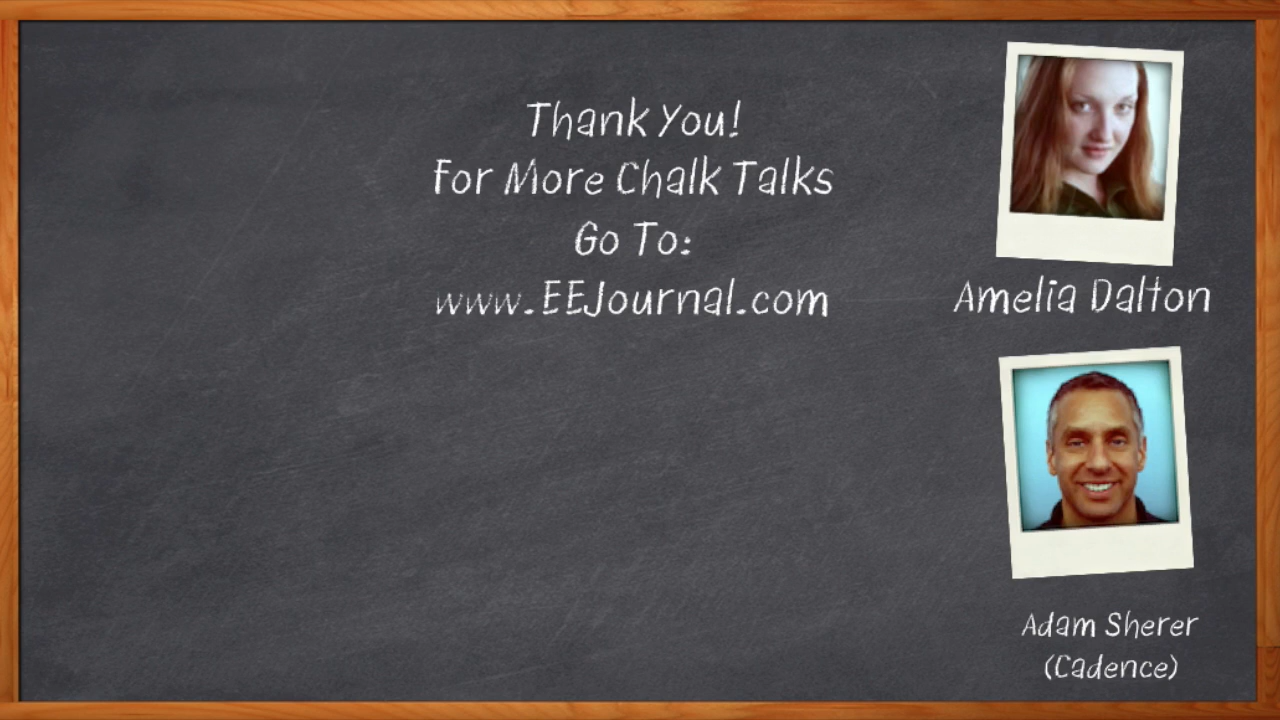 Thank You!
For More Chalk Talks
Go To:
www.EEJournal.com
Amelia Dalton
Adam Sherer
(Cadence)